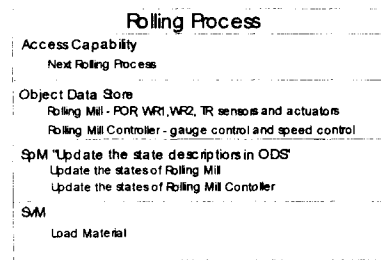 Rolling Process
Access Capability
Next Rolling Process
Object Data Store
Rolling Mill - POR, WR1, WR2, TR sensors and actuators
Rolling Mill Controller - gauge control and speed control
SpM "Update the state descriptions in ODS"
Update the states of Rolling Mill
Update the states of Rolling Mill Contoller
SvM
Load Material